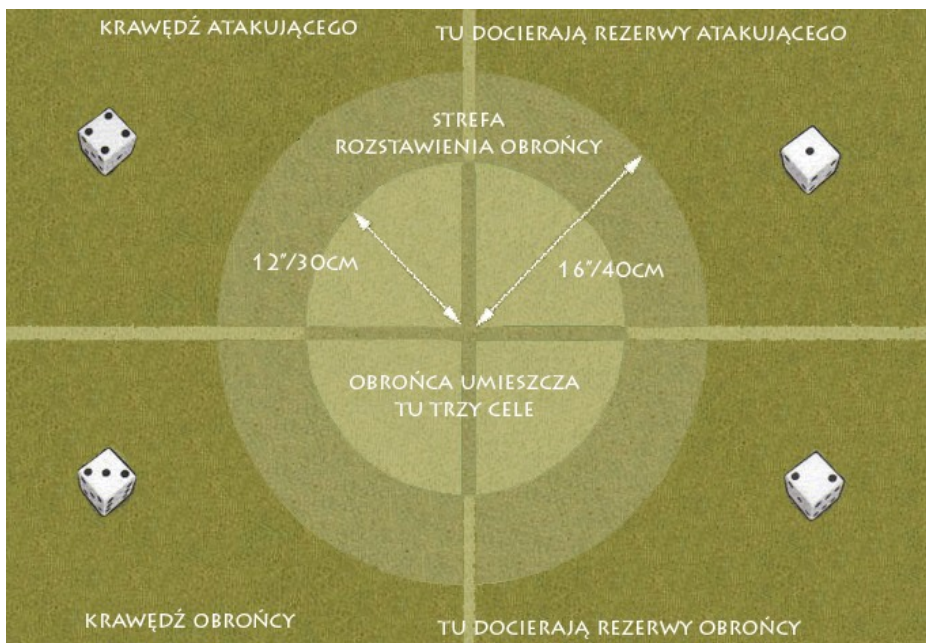 KRAWĘDŹ ATAKUJĄCEGO
TU DOCIERAJĄ REZERWY ATAKUJĄCEGO
STREFA
ROZSTAWIENIA OBROŃCY
12"/30CM
16"/40CM
OBROŃCA UMIESZCZA
TU TRZY CELE
KRAWĘDŹ OBROŃCY
TU DOCIERAJĄ REZERWY OBROŃCY